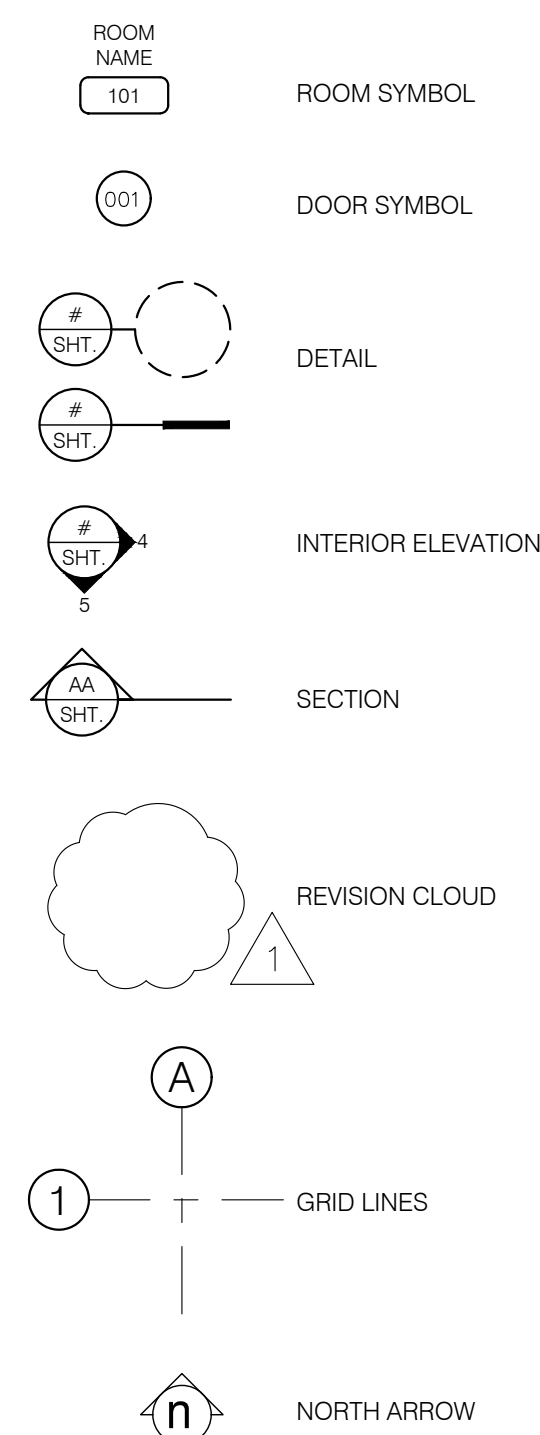 ROOM
NAME
101
ROOM SYMBOL
001
DOOR SYMBOL
#
SHT.
DETAIL
#
SHT.
#
SHT.
4
5
INTERIOR ELEVATION
AA
SHT.
SECTION
REVISION CLOUD
1
A
1
GRID LINES
n
NORTH ARROW